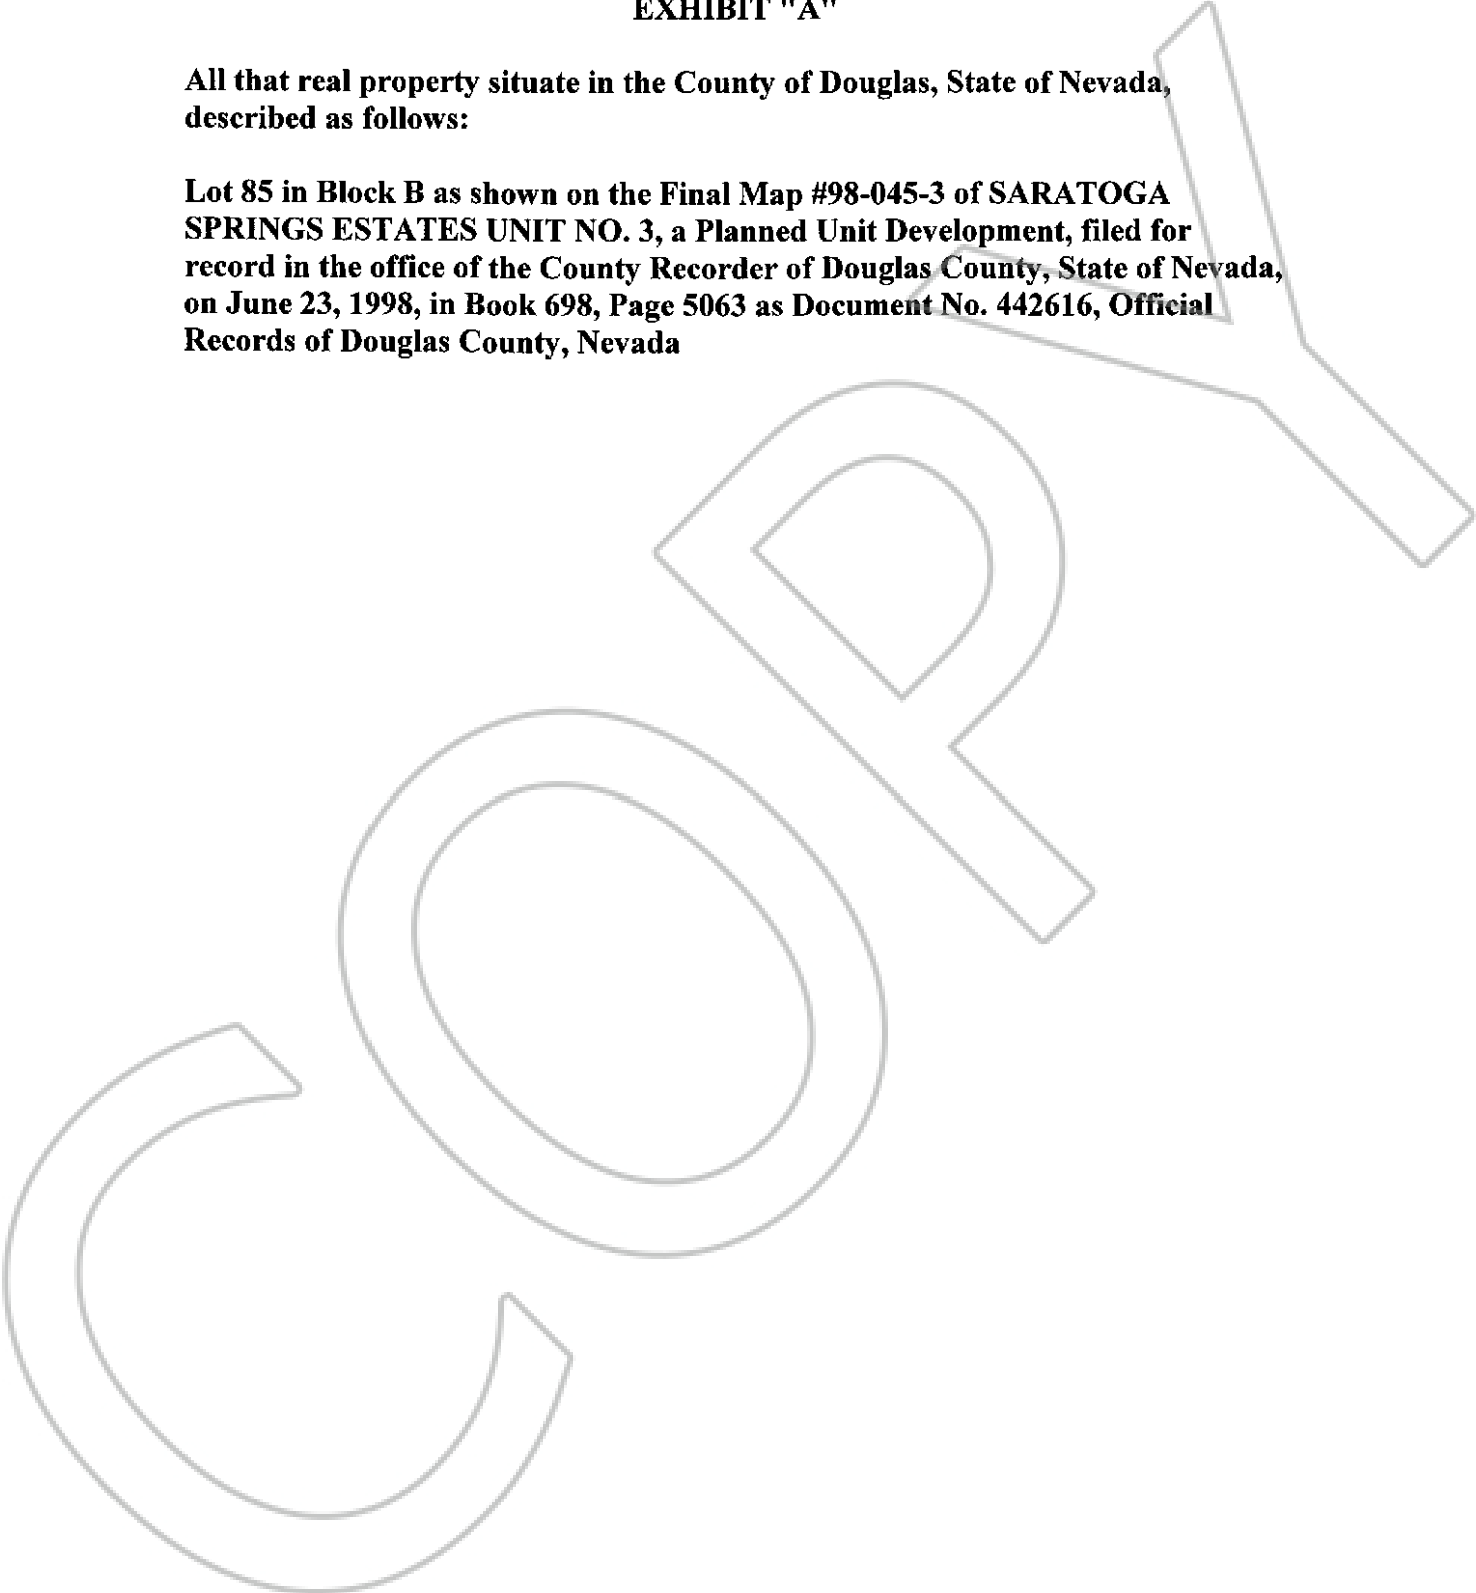 EXHIBIT "A"
All that real property situate in the County of Douglas, State of Nevada,
described as follows:
Lot 85 in Block B as shown on the Final Map #98-045-3 of SARATOGA
SPRINGS ESTATES UNIT NO. 3, a Planned Unit Development, filed for
record in the office of the County Recorder of Douglas County, State of Nevada,
on June 23, 1998, in Book 698, Page 5063 as Document No. 442616, Official
Records of Douglas County, Nevada
COPY